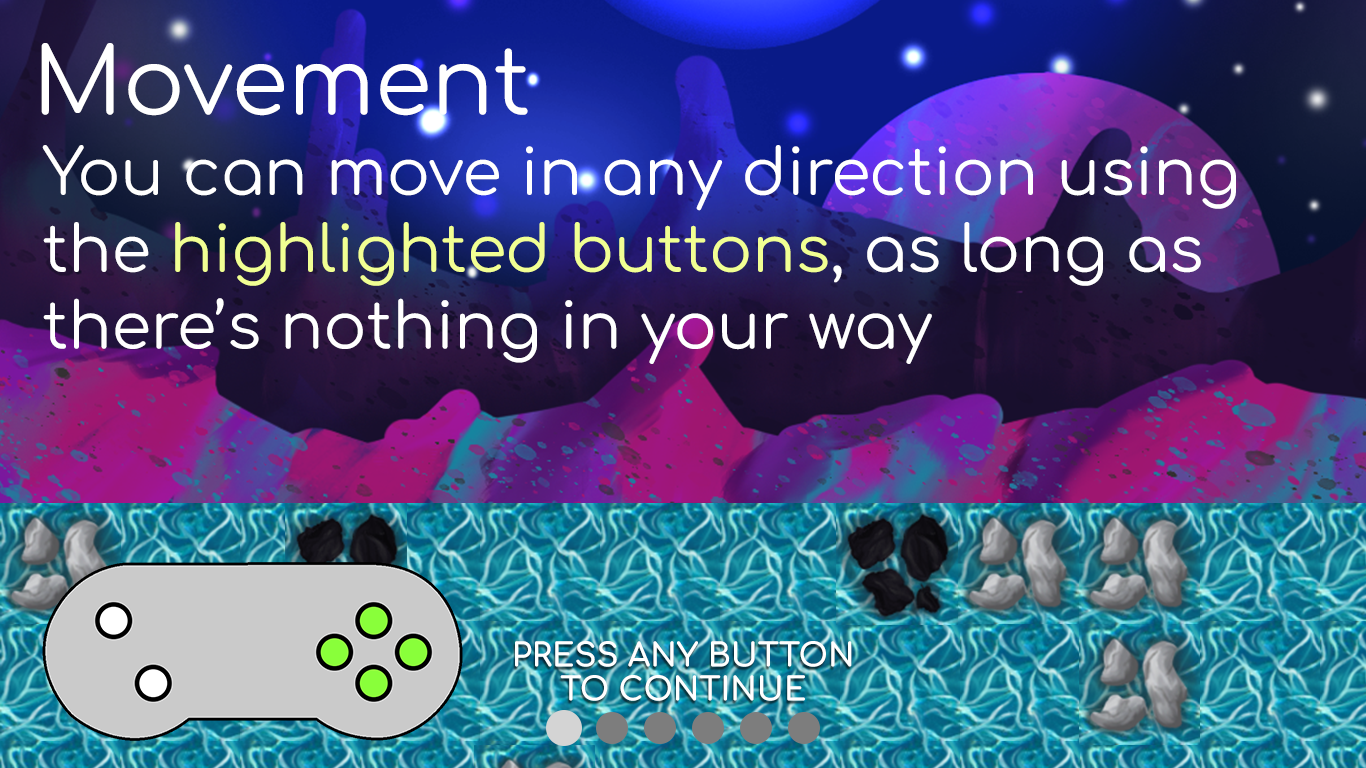 Movement
You can move in any direction using
the highlighted buttons, as long as
there’s nothing in your way
PRESS ANY BUTTON
TO CONTINUE